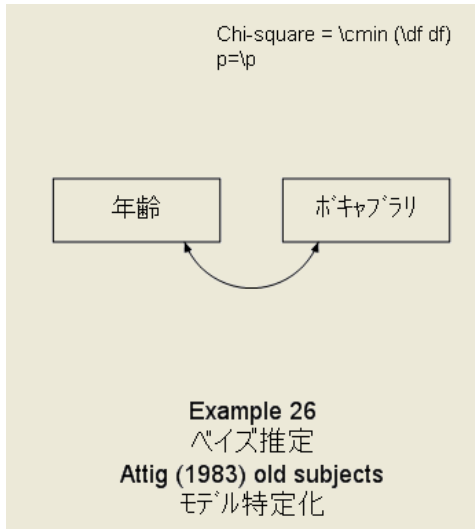 Chi-square = \cmin (\df df)
p=\p
年齢
ボキャブラリ
Example 26
ベイズ推定
Attig (1983) old subjects
モデル特定化